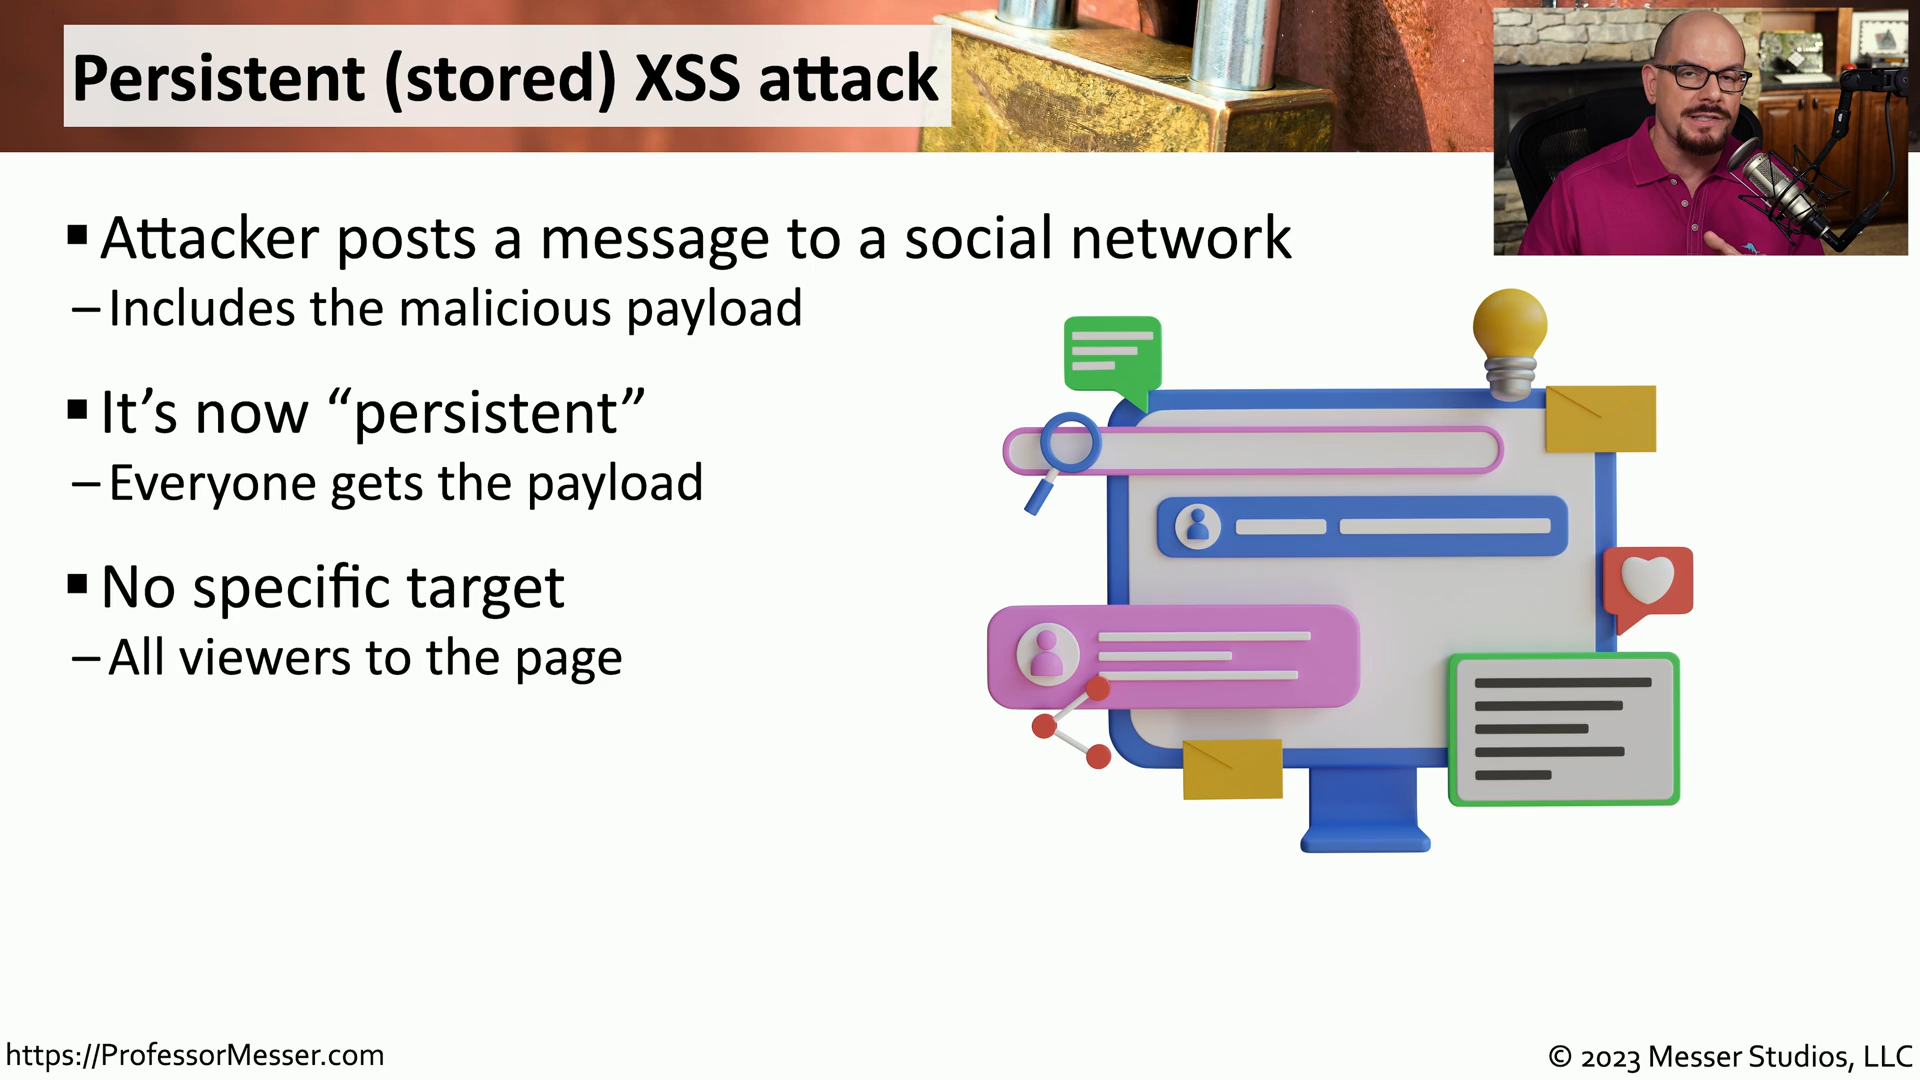 Persistent (stored) XSS attack
▪ Attacker posts a message to a social network
– Includes the malicious payload
▪ It’s now “persistent”
– Everyone gets the payload
▪ No specific target
– All viewers to the page
https://ProfessorMesser.com
© 2023 Messer Studios, LLC